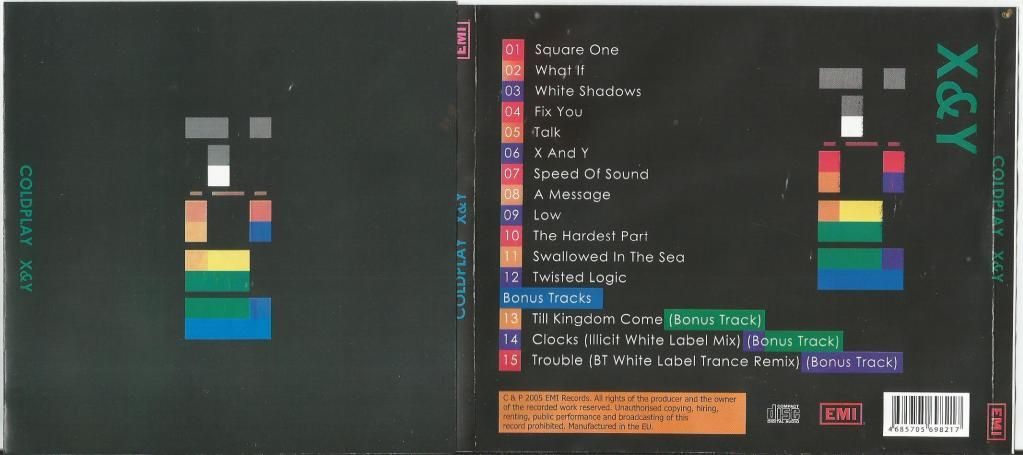 COLDPLAY X&Y
EMI
COLDPLAY X&Y
01 Square One
02 What If
03 White Shadows
04 Fix You
05 Talk
06 X And Y
07 Speed Of Sound
08 A Message
09 Low
10 The Hardest Part
11 Swallowed In The Sea
12 Twisted Logic
Bonus Tracks
13 Till Kingdom Come (Bonus Track)
14 Clocks (Illicit White Label Mix) (Bonus Track)
15 Trouble (BT White Label Trance Remix) (Bonus Track)
C & P 2005 EMI Records. All rights of the producer and the owner
of the recorded work reserved. Unauthorised copying, hiring,
renting, public performance and broadcasting of this
record prohibited. Manufactured in the EU.
COMPACT
disc
DIGITAL AUDIO
EMI
4 685705 698217
X&Y
COLDPLAY X&Y
EMI